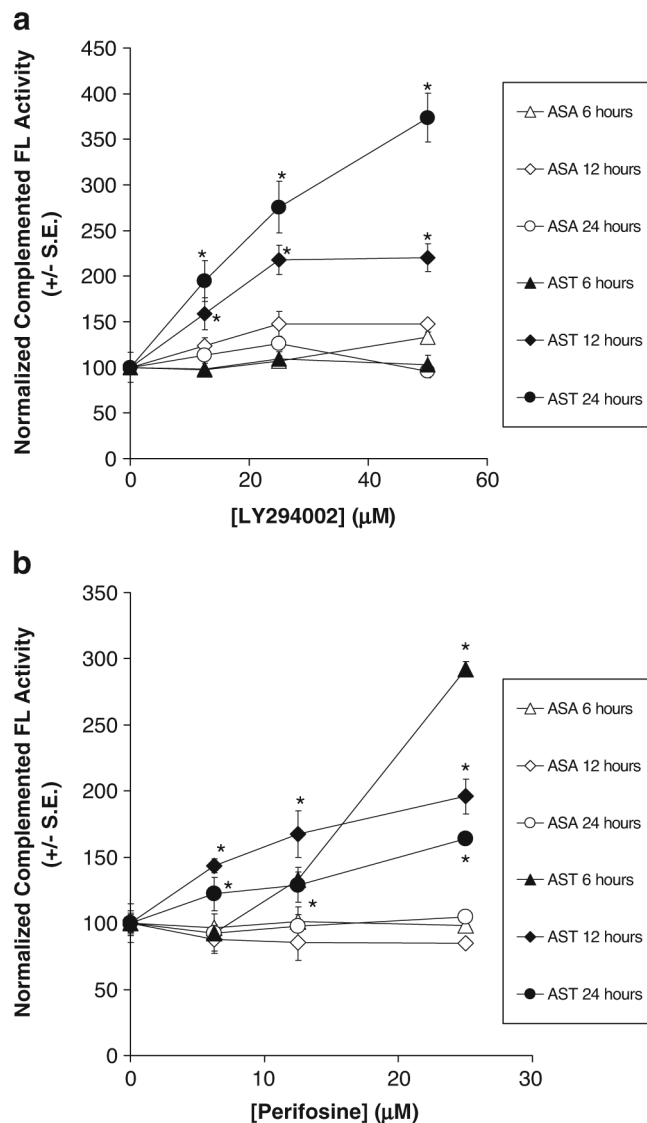 a
Normalized Complemented FL Activity
(+/- S.E.)
450
400
350
300
250
200
150
100
50
0
0 20 40 60
[LY294002] (μM)
* * * * * * *
ASA 6 hours
ASA 12 hours
ASA 24 hours
AST 6 hours
AST 12 hours
AST 24 hours
b
Normalized Complemented FL Activity
(+/- S.E.)
350
300
250
200
150
100
50
0
0 10 20 30
[Perifosine] (μM)
* * * * * * *
ASA 6 hours
ASA 12 hours
ASA 24 hours
AST 6 hours
AST 12 hours
AST 24 hours